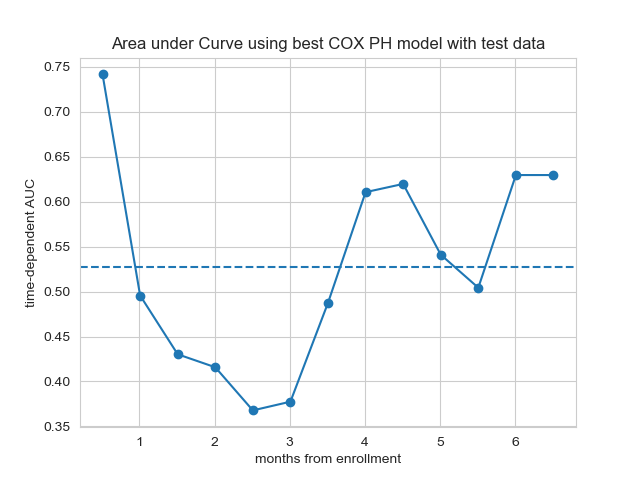 Area under Curve using best COX PH model with test data
time-dependent AUC
0.75
0.70
0.65
0.60
0.55
0.50
0.45
0.40
0.35
1 2 3 4 5 6
months from enrollment